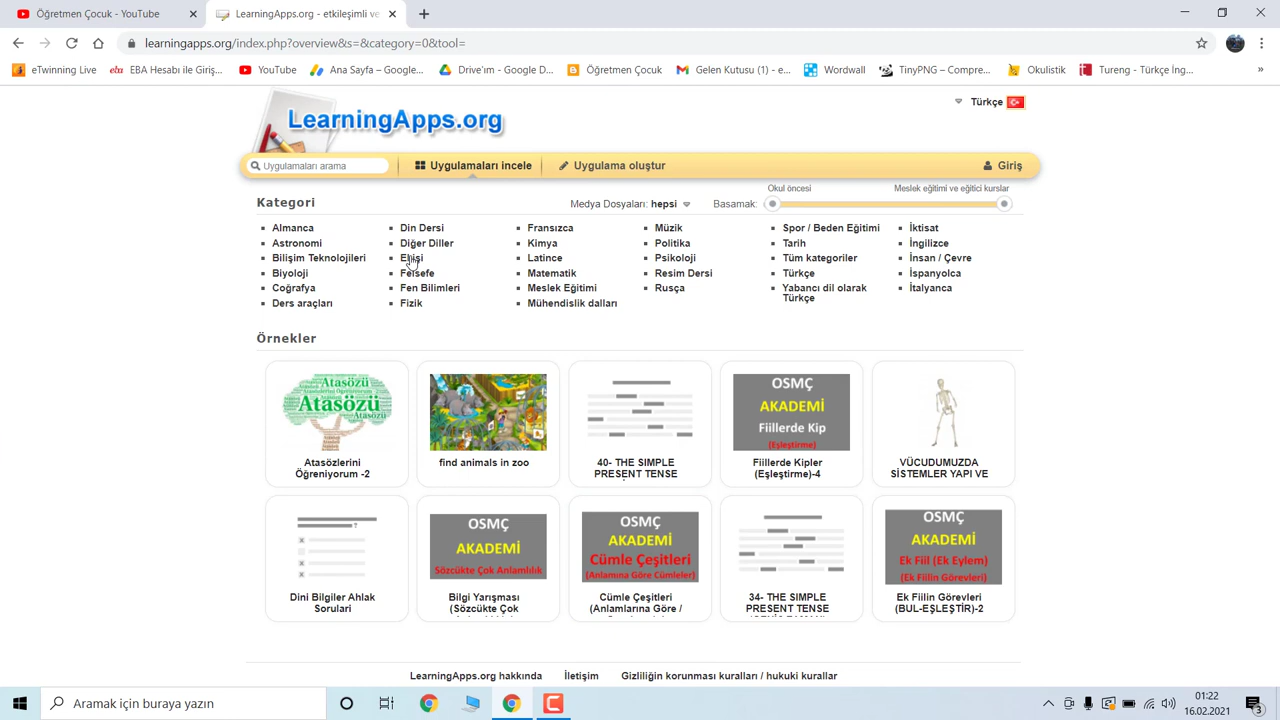 Öğretmen Çocuk - YouTube
LearningApps.org - etkileşimli ve
learningapps.org/index.php?overview&s=&category=0&tool=
eTwinning Live
EBA Hesabı ile Giriş...
YouTube
Ana Sayfa – Google...
Drive'ım - Google D...
Öğretmen Çocuk
Gelen Kutusu (1) - e...
Wordwall
TinyPNG – Compre...
Okulistik
Tureng - Türkçe İng...
LearningApps.org
Türkçe
Uygulamaları arama
Uygulamaları incele
Uygulama oluştur
Giriş
Kategori
Medya Dosyaları: hepsi
Basamak:
Okul öncesi
Meslek eğitimi ve eğitici kurslar
Almanca
Astronomi
Bilişim Teknolojileri
Biyoloji
Coğrafya
Ders araçları
Din Dersi
Diğer Diller
Elişi
Felsefe
Fen Bilimleri
Fizik
Fransızca
Kimya
Latince
Matematik
Meslek Eğitimi
Mühendislik dalları
Müzik
Politika
Psikoloji
Resim Dersi
Rusça
Spor / Beden Eğitimi
Tarih
Tüm kategoriler
Türkçe
Yabancı dil olarak
Türkçe
İktisat
İngilizce
İnsan / Çevre
İspanyolca
İtalyanca
Örnekler
Atasözü
Atasözü
Atasözü
Atasözlerini
Öğreniyorum -2
find animals in zoo
40- THE SIMPLE
PRESENT TENSE
OSMÇ
AKADEMİ
Fiillerde Kip
(Eşleştirme)
Fiillerde Kipler
(Eşleştirme)-4
VÜCUDUMUZDA
SİSTEMLER YAPI VE
?
Dini Bilgiler Ahlak
Sorulari
OSMÇ
AKADEMİ
Sözcükte Çok Anlamlılık
Bilgi Yarışması
(Sözcükte Çok
OSMÇ
AKADEMİ
Cümle Çeşitleri
(Anlamına Göre Cümleler)
Cümle Çeşitleri
(Anlamlarına Göre /
34- THE SIMPLE
PRESENT TENSE
OSMÇ
AKADEMİ
Ek Fiil (Ek Eylem)
(Ek Fiilin Görevleri)
Ek Fiilin Görevleri
(BUL-EŞLEŞTİR)-2
LearningApps.org hakkında
İletişim
Gizliliğin korunması kuralları / hukuki kurallar
Aramak için buraya yazın
01:22
16.02.2021
3